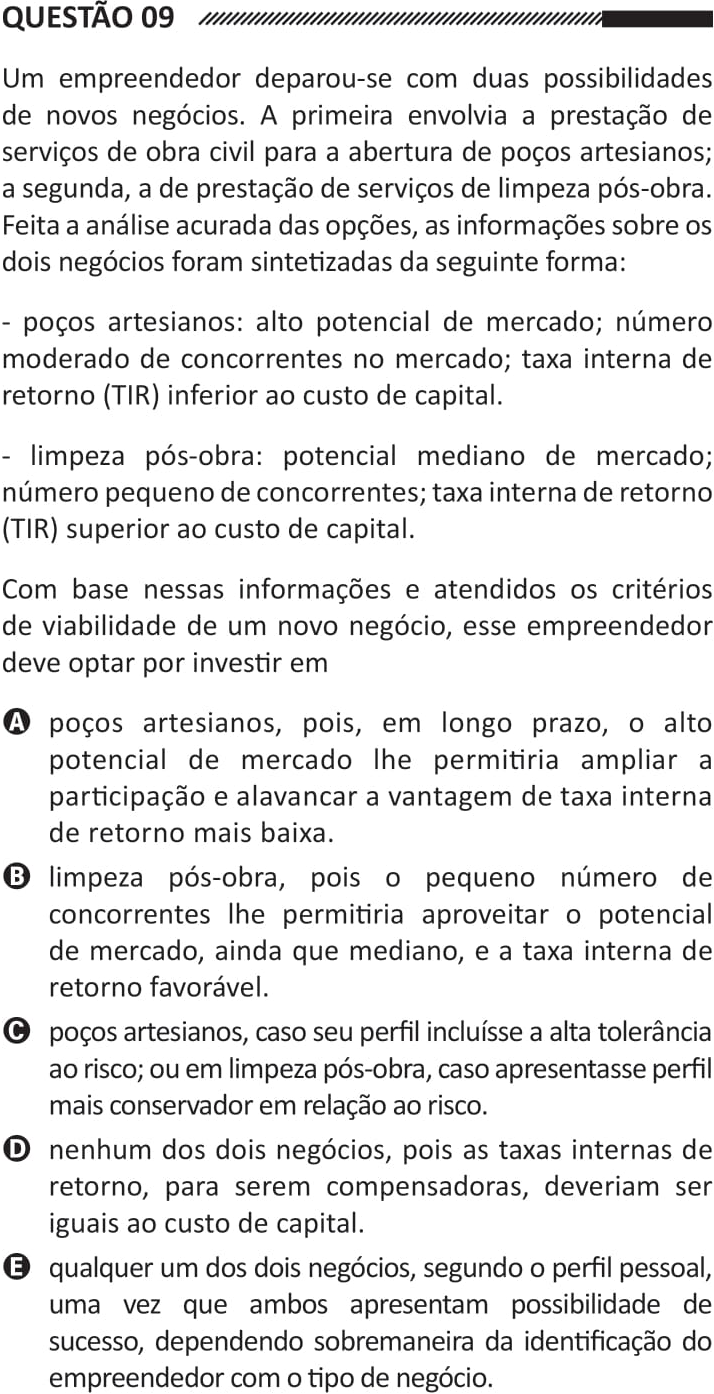 QUESTÃO 09
Um empreendedor deparou-se com duas possibilidades
de novos negócios. A primeira envolvia a prestação de
serviços de obra civil para a abertura de poços artesianos;
a segunda, a de prestação de serviços de limpeza pós-obra.
Feita a análise acurada das opções, as informações sobre os
dois negócios foram sintetizadas da seguinte forma:
- poços artesianos: alto potencial de mercado; número
moderado de concorrentes no mercado; taxa interna de
retorno (TIR) inferior ao custo de capital.
- limpeza pós-obra: potencial mediano de mercado;
número pequeno de concorrentes; taxa interna de retorno
(TIR) superior ao custo de capital.
Com base nessas informações e atendidos os critérios
de viabilidade de um novo negócio, esse empreendedor
deve optar por investir em
A poços artesianos, pois, em longo prazo, o alto
potencial de mercado lhe permitiria ampliar a
participação e alavancar a vantagem de taxa interna
de retorno mais baixa.
B limpeza pós-obra, pois o pequeno número de
concorrentes lhe permitiria aproveitar o potencial
de mercado, ainda que mediano, e a taxa interna de
retorno favorável.
C poços artesianos, caso seu perfil incluísse a alta tolerância
ao risco; ou em limpeza pós-obra, caso apresentasse perfil
mais conservador em relação ao risco.
D nenhum dos dois negócios, pois as taxas internas de
retorno, para serem compensadoras, deveriam ser
iguais ao custo de capital.
E qualquer um dos dois negócios, segundo o perfil pessoal,
uma vez que ambos apresentam possibilidade de
sucesso, dependendo sobremaneira da identificação do
empreendedor com o tipo de negócio.